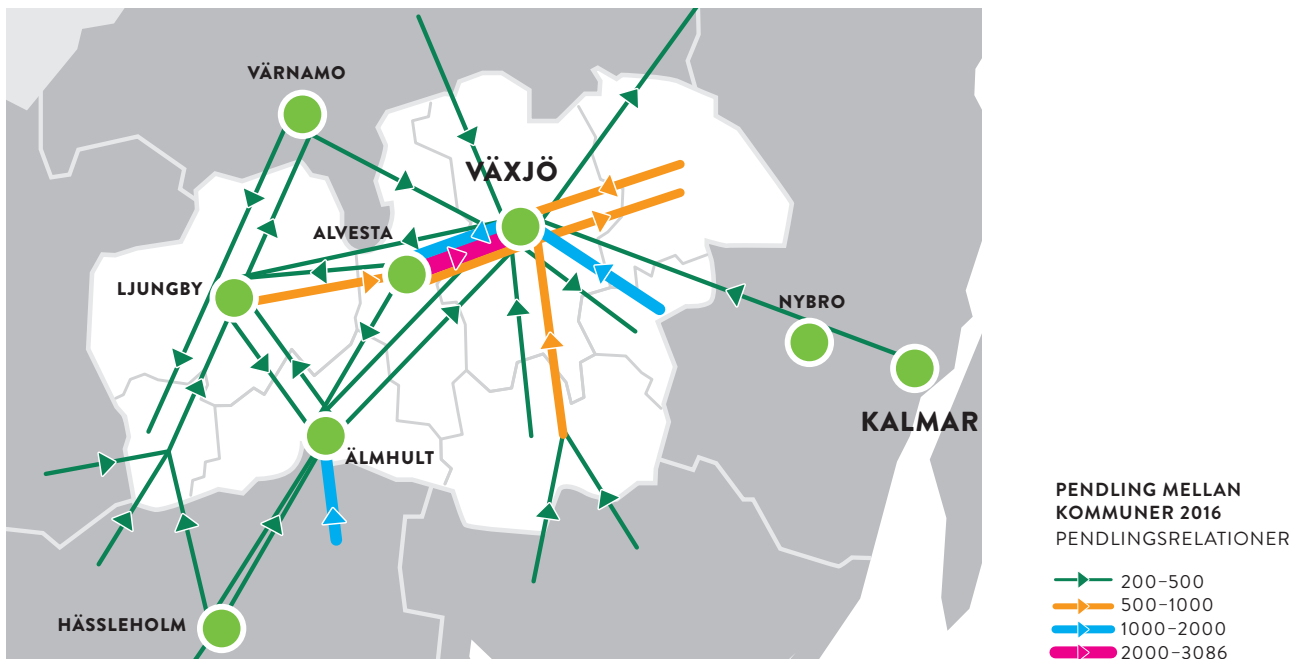 VÄRNAMO
VÄXJÖ
ALVESTA
LJUNGBY
NYBRO
KALMAR
ÄLMHULT
HÄSSLEHOLM
PENDLING MELLAN
KOMMUNER 2016
PENDLINGSRELATIONER
200–500
500–1000
1000–2000
2000–3086